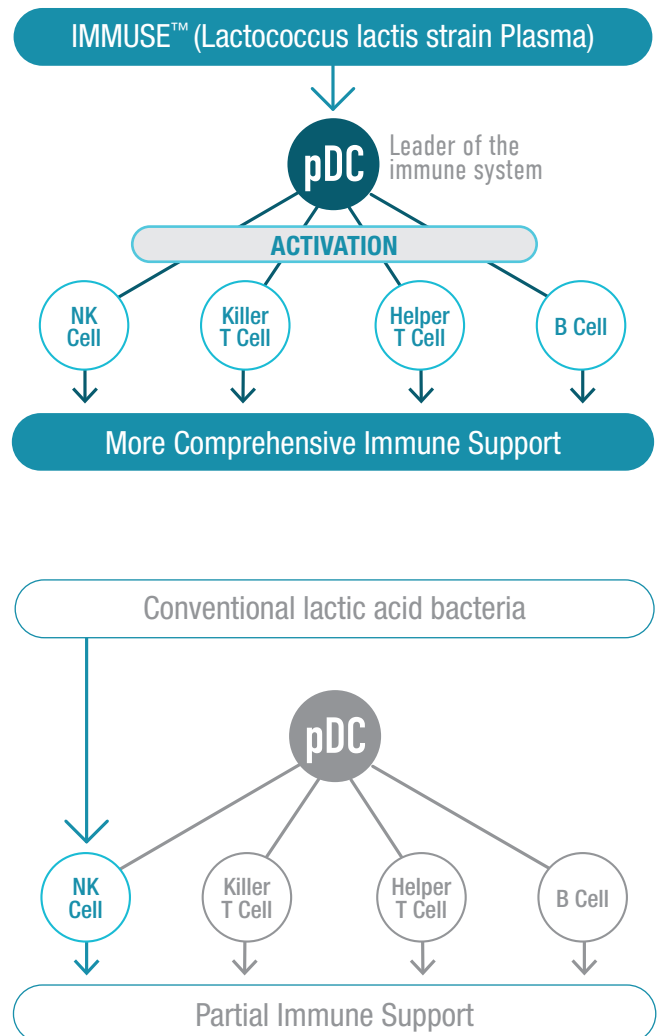 IMMUSE™ (Lactococcus lactis strain Plasma)
pDC
Leader of the
immune system
ACTIVATION
NK
Cell
Killer
T Cell
Helper
T Cell
B Cell
More Comprehensive Immune Support
Conventional lactic acid bacteria
pDC
NK
Cell
Killer
T Cell
Helper
T Cell
B Cell
Partial Immune Support